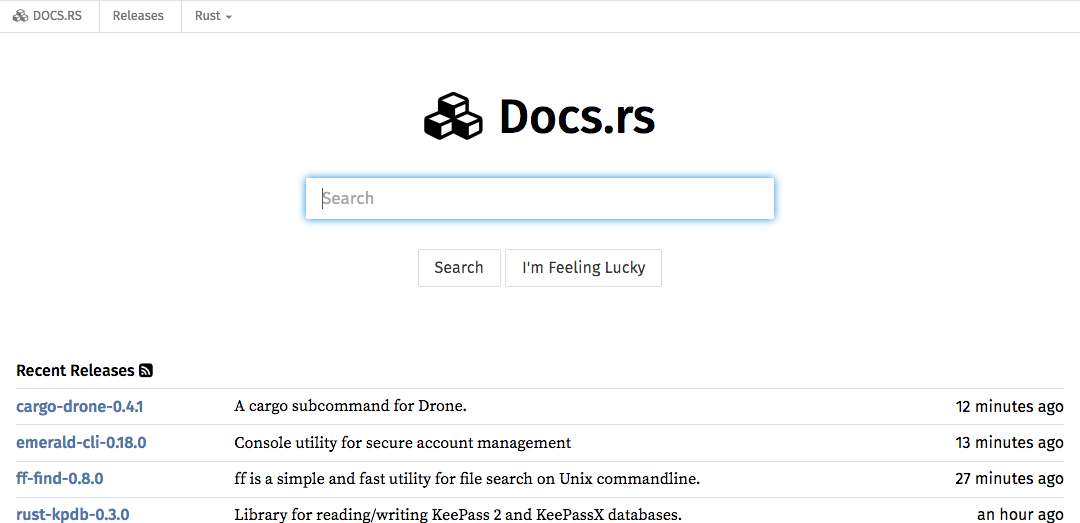 DOCS.RS Releases Rust
Docs.rs
Search
Search I'm Feeling Lucky
Recent Releases
cargo-drone-0.4.1 A cargo subcommand for Drone. 12 minutes ago
emerald-cli-0.18.0 Console utility for secure account management 13 minutes ago
ff-find-0.8.0 ff is a simple and fast utility for file search on Unix commandline. 27 minutes ago
rust-kpdb-0.3.0 Library for reading/writing KeePass 2 and KeePassX databases. an hour ago